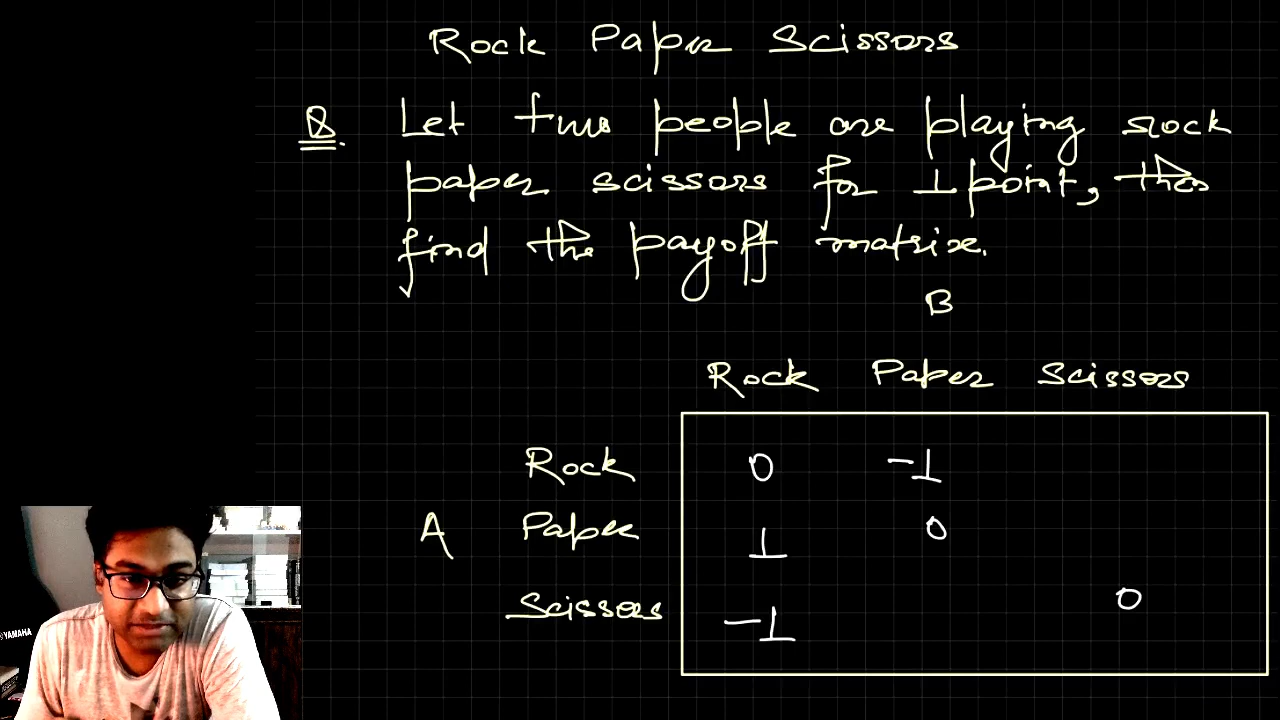 Rock Paper Scissors
Q. Let two people are playing rock
paper scissors for 1 point, then
find the payoff matrix.
B
Rock Paper Scissors
Rock 0 -1
A Paper 1 0
Scissors -1 0
YAMAHA